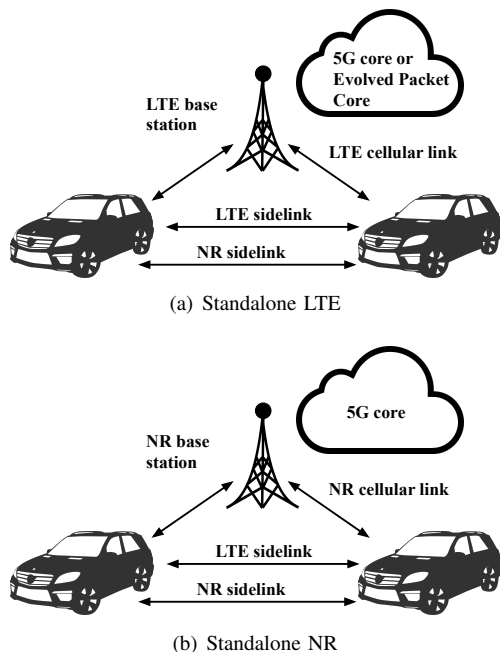 5G core or
Evolved Packet
Core
LTE base
station
LTE cellular link
LTE sidelink
NR sidelink
(a) Standalone LTE
5G core
NR base
station
NR cellular link
LTE sidelink
NR sidelink
(b) Standalone NR